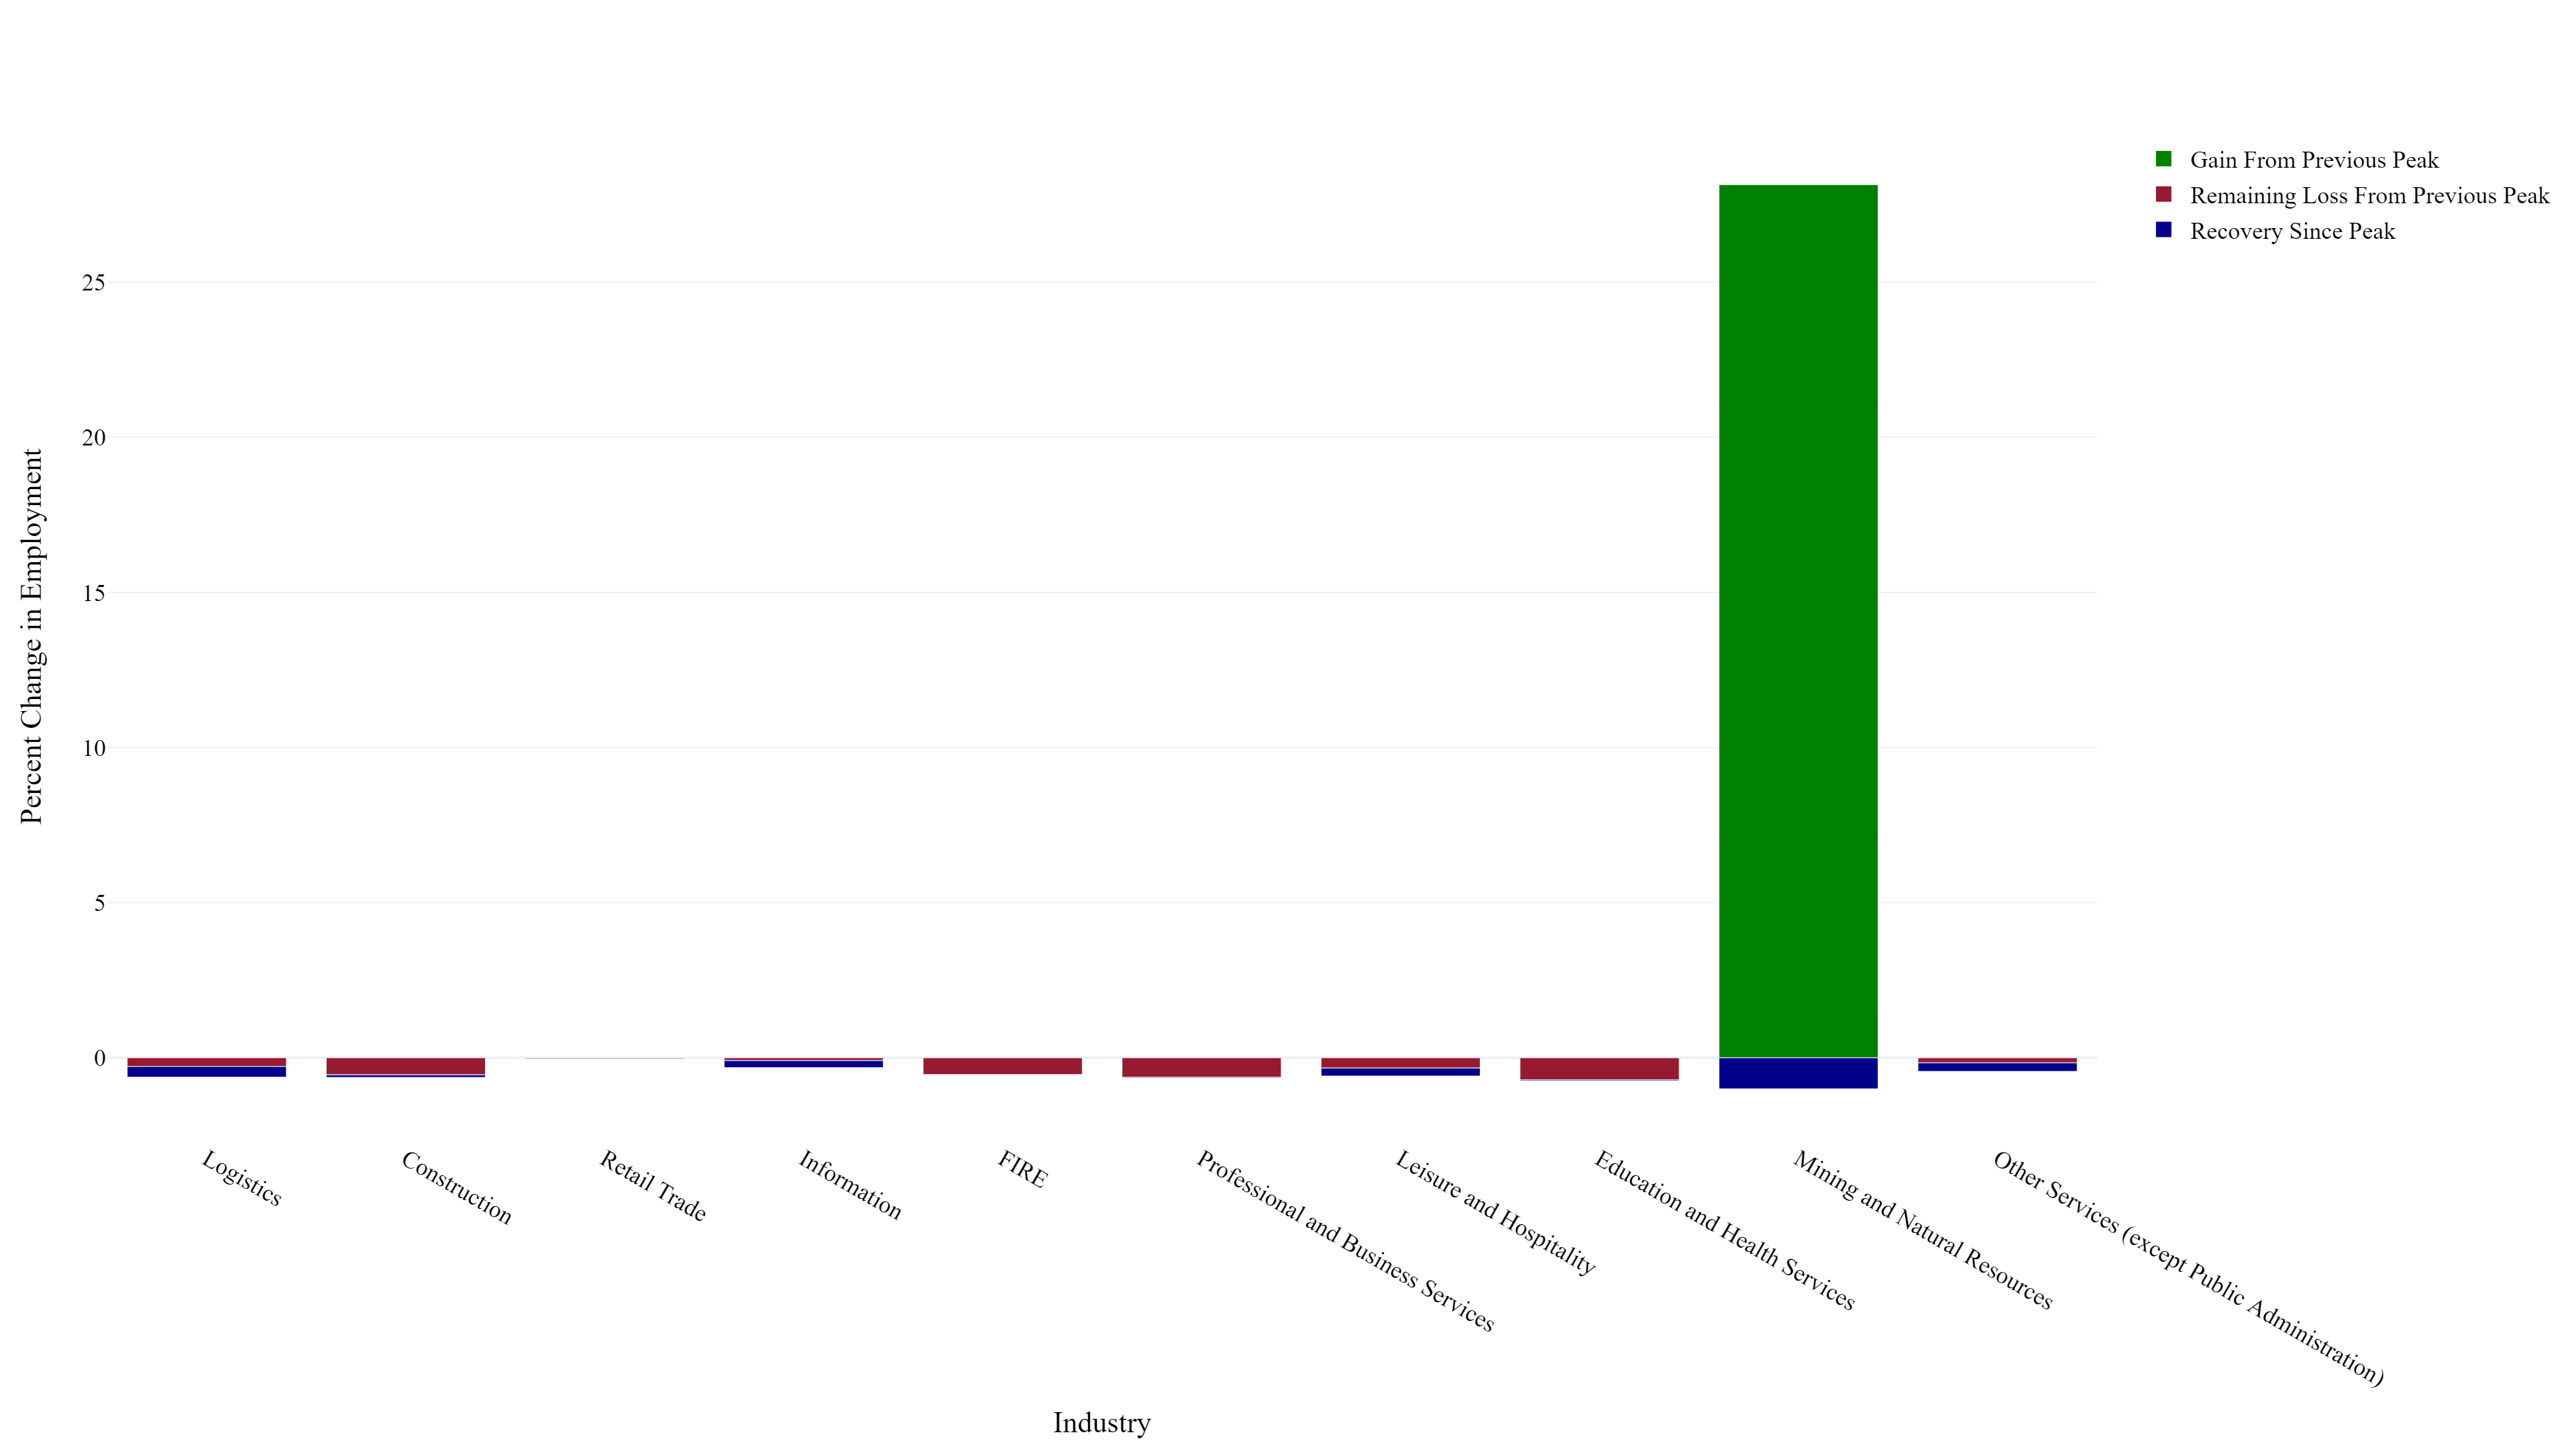 Gain From Previous Peak
Remaining Loss From Previous Peak
Recovery Since Peak
Percent Change in Employment
25
20
15
10
5
0
Logistics
Construction
Retail Trade
Information
FIRE
Professional and Business Services
Leisure and Hospitality
Education and Health Services
Mining and Natural Resources
Other Services (except Public Administration)
Industry